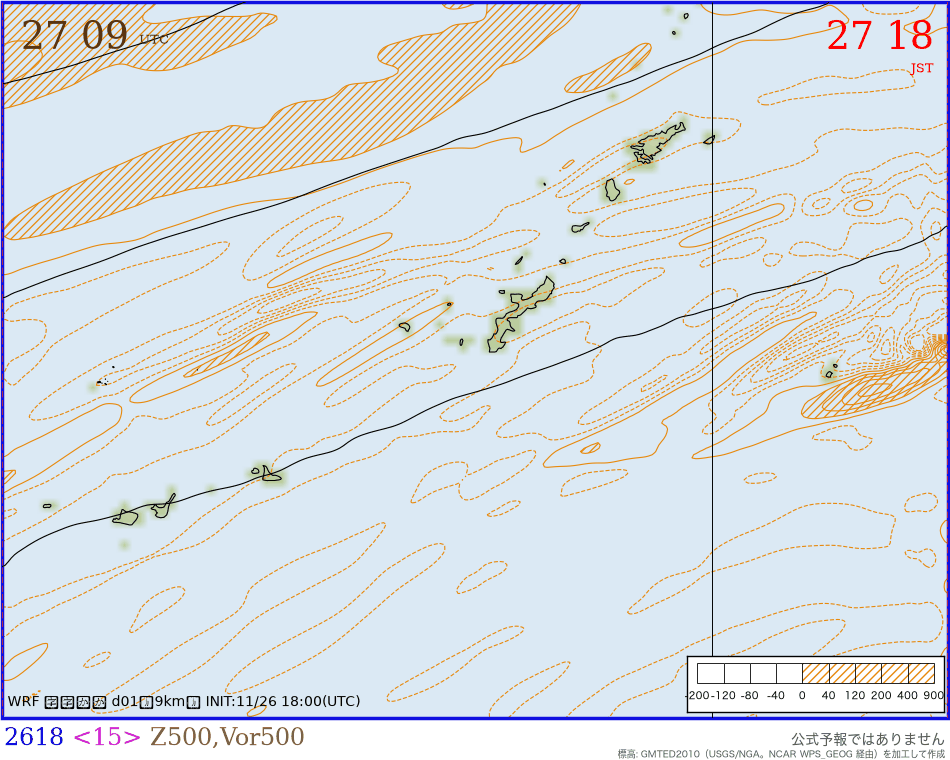 27 09 UTC
27 18
JST
-200 -120 -80 -40 0 40 120 200 400 900
WRF d01 9km INIT:11/26 18:00(UTC)
2618 <15> Z500,Vor500
公式予報ではありません
標高: GMTED2010（USGS/NGA。NCAR WPS_GEOG 経由）を加工して作成